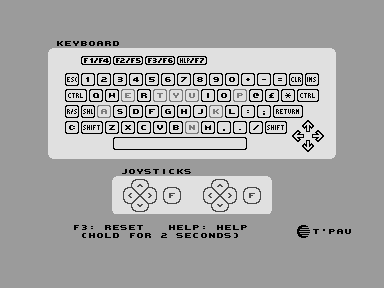 KEYBOARD
F1/F4 F2/F5 F3/F6 HLP/F7
ESC 1 2 3 4 5 6 7 8 9 0 + - = CLR INS
CTRL Q W E R T Y U I O P @ £ * CTRL
R/S SHL A S D F G H J K L : ; RETURN
C SHIFT Z X C V B N M , . / SHIFT
JOYSTICKS
F F
F3: RESET HELP: HELP
(HOLD FOR 2 SECONDS)
T'PAU